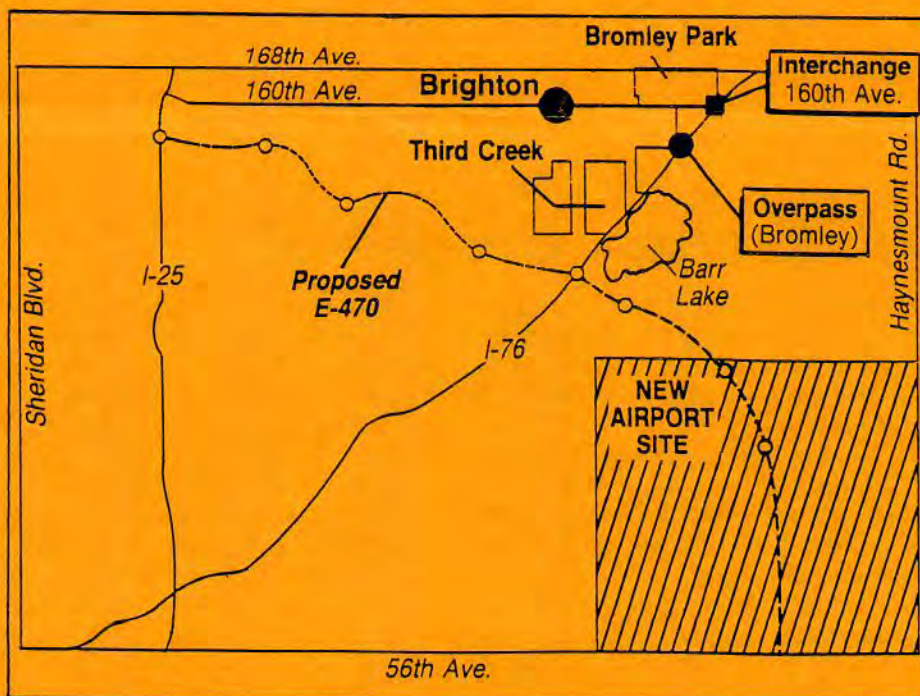 168th Ave.
Bromley Park
Interchange
160th Ave.
160th Ave.
Brighton
Third Creek
Haynesmount Rd.
Overpass
(Bromley)
Barr
Lake
Proposed
E-470
I-25
I-76
Sheridan Blvd.
NEW
AIRPORT
SITE
56th Ave.